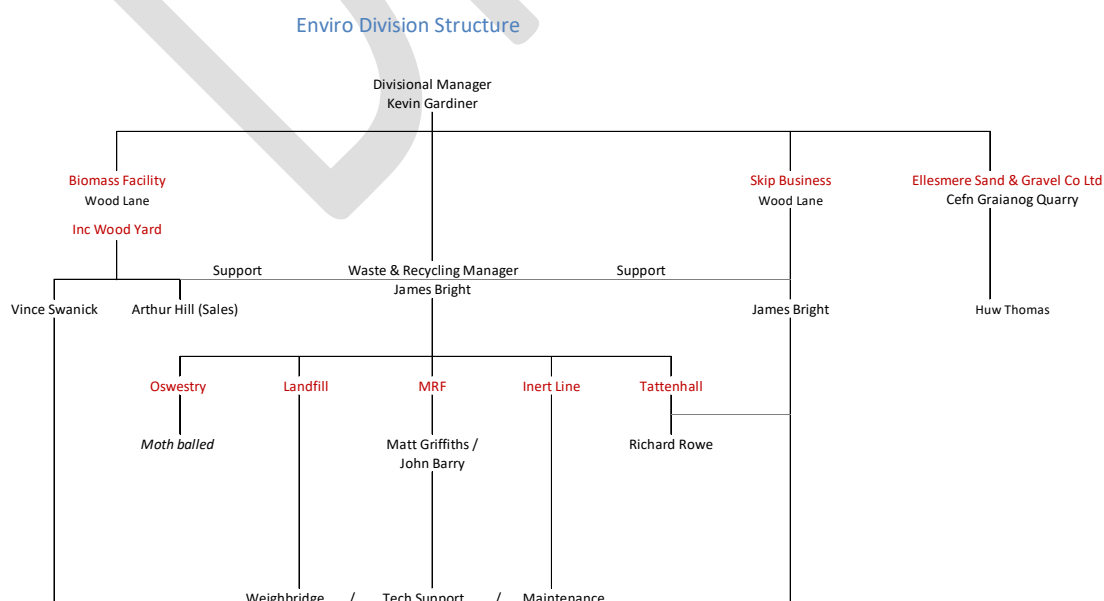 Enviro Division Structure
Divisional Manager
Kevin Gardiner
Biomass Facility
Wood Lane
Inc Wood Yard
Skip Business
Wood Lane
Ellesmere Sand & Gravel Co Ltd
Cefn Graianog Quarry
Support
Waste & Recycling Manager
James Bright
Support
Vince Swanick
Arthur Hill (Sales)
James Bright
Huw Thomas
Oswestry
Landfill
MRF
Inert Line
Tattenhall
Moth balled
Matt Griffiths /
John Barry
Richard Rowe
Weighbridge / Tech Support / Maintenance